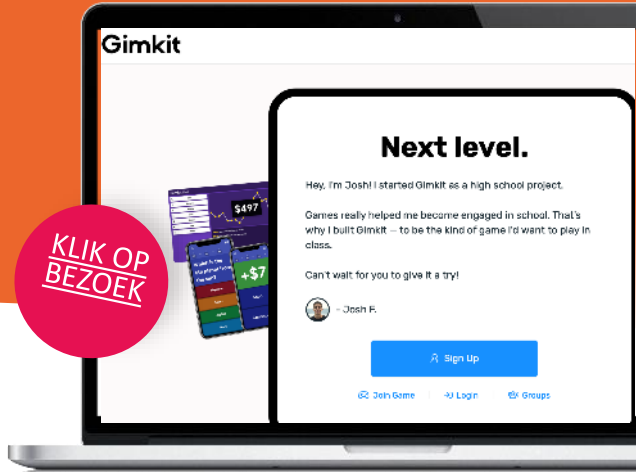 Gimkit
Next level.
Hey, I'm Josh! I started Gimkit as a high school project.
Games really helped me become engaged in school. That's
why I built Gimkit — to be the kind of game I'd want to play in
class.
Can't wait for you to give it a try!
- Josh F.
Sign Up
Join Game
Login
Groups
$497
+$7
KLIK OP
BEZOEK